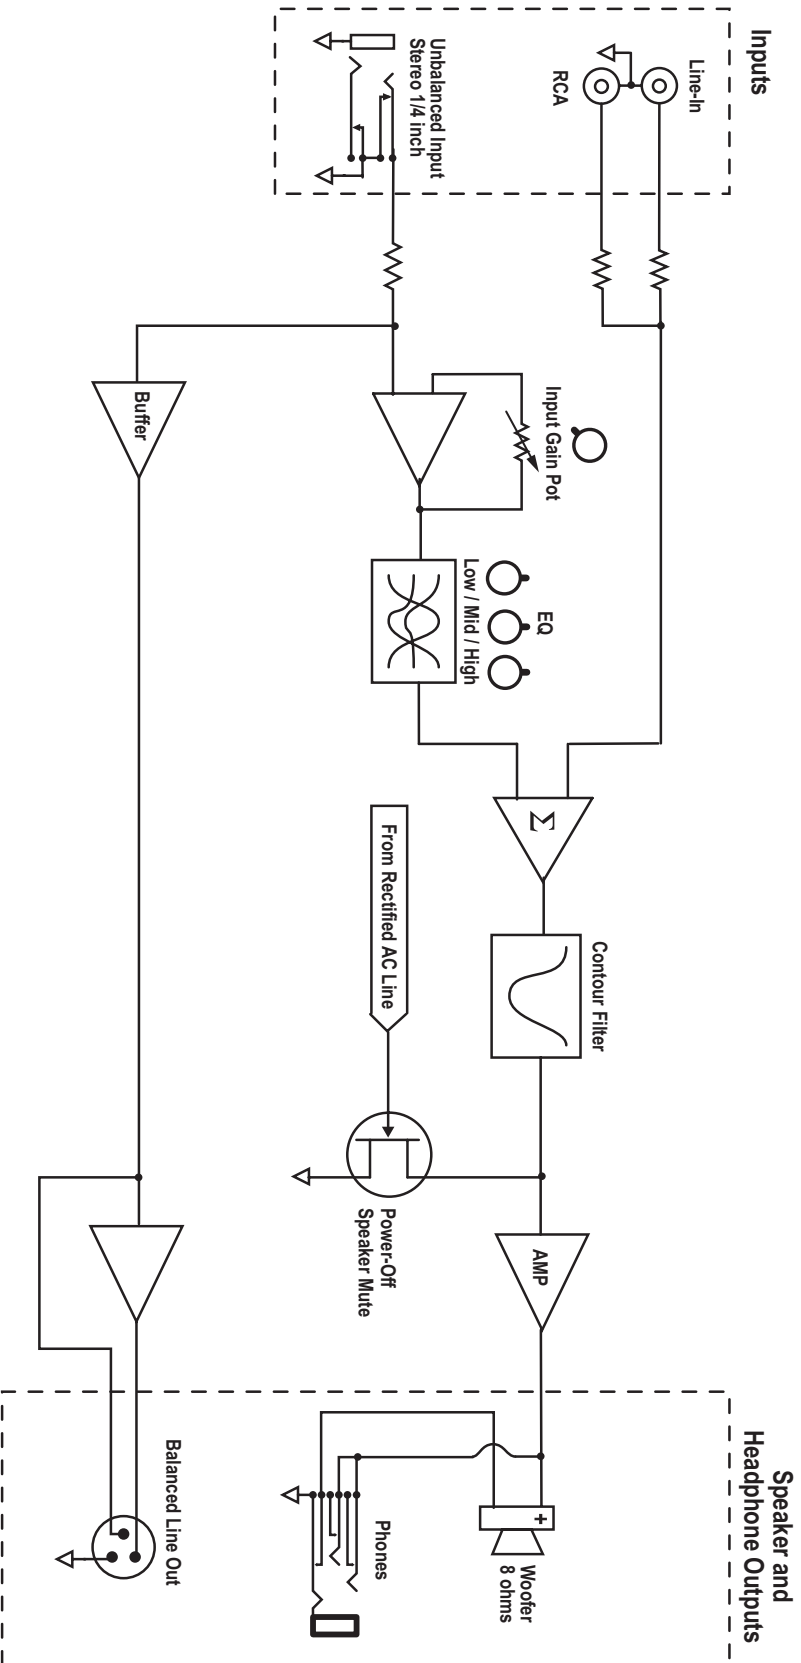 Inputs
Line-In
RCA
Unbalanced Input
Stereo 1/4 inch
Input Gain Pot
Buffer
EQ
Low / Mid / High
Σ
Contour Filter
From Rectified AC Line
Power-Off
Speaker Mute
AMP
Speaker and
Headphone Outputs
+
Woofer
8 ohms
Phones
Balanced Line Out